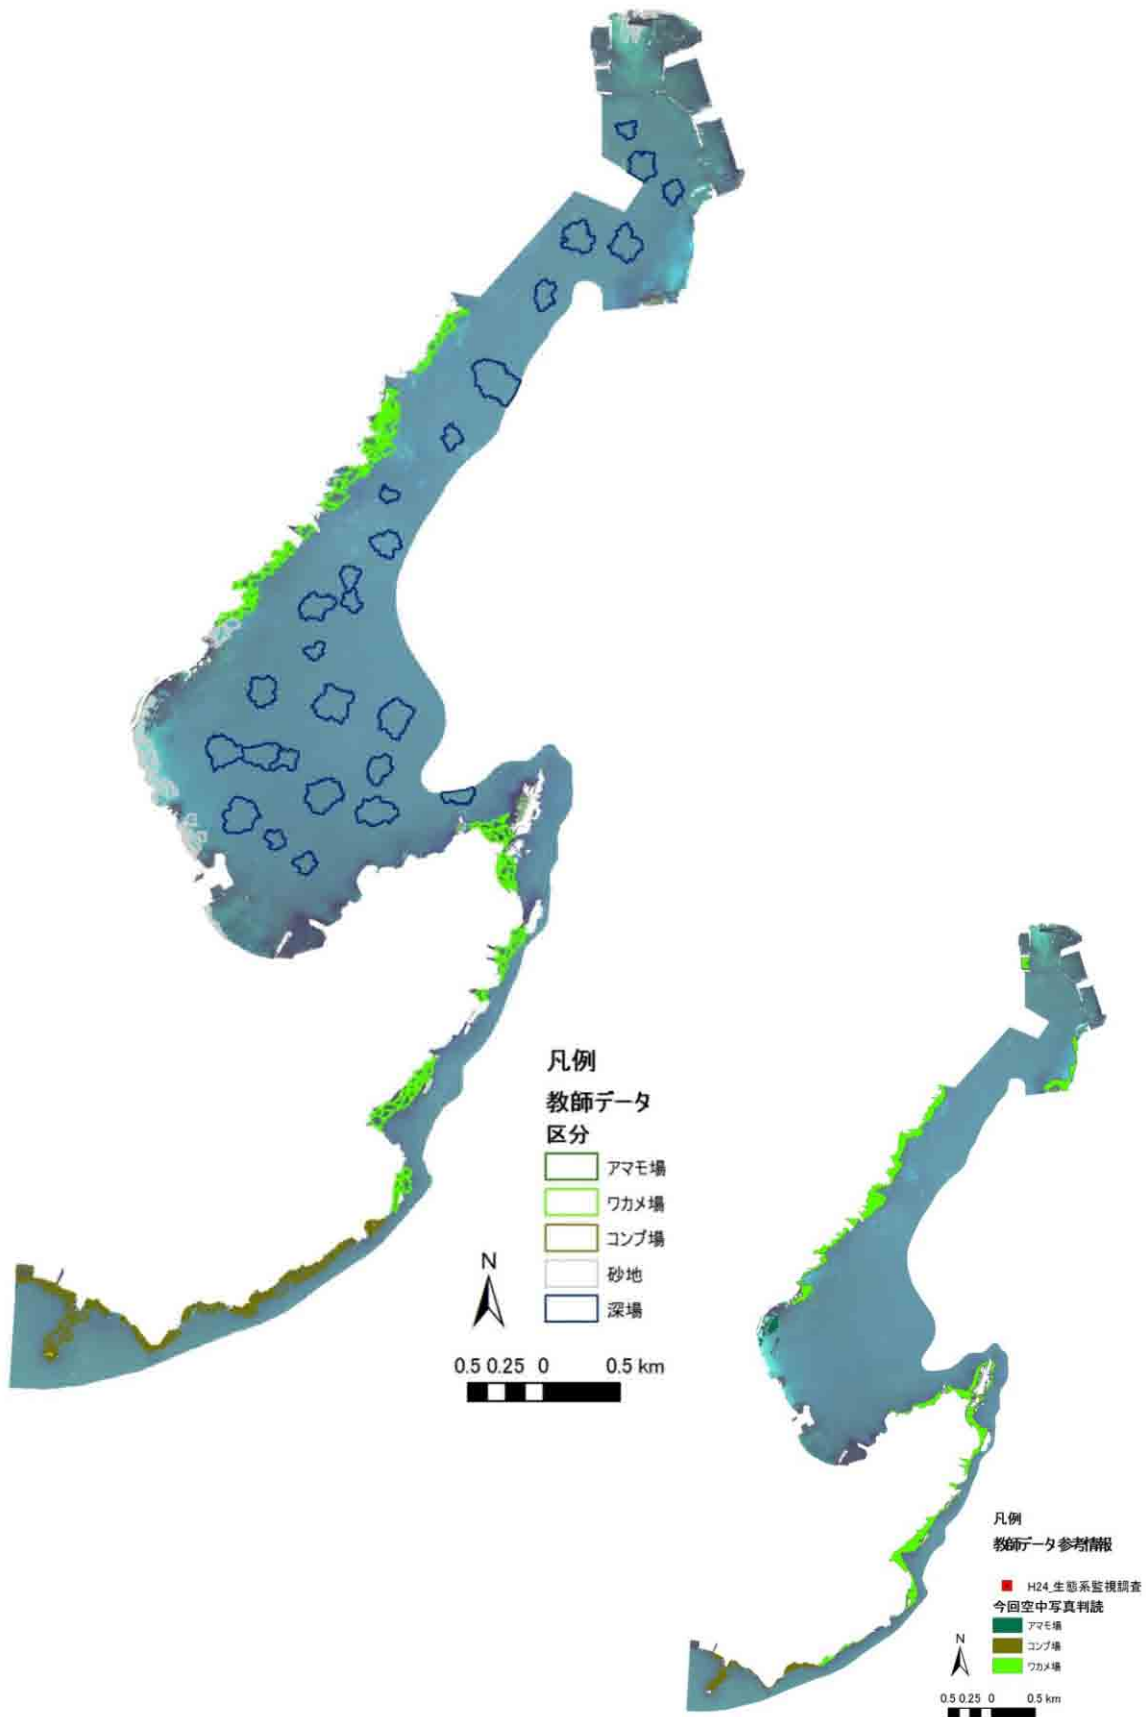 凡例
教師データ
区分
アマモ場
ワカメ場
コンブ場
砂地
深場
N
0.5 0.25 0 0.5 km
凡例
教師データ参考情報
H24_生態系監視調査
今回空中写真判読
アマモ場
コンブ場
ワカメ場
N
0.5 0.25 0 0.5 km